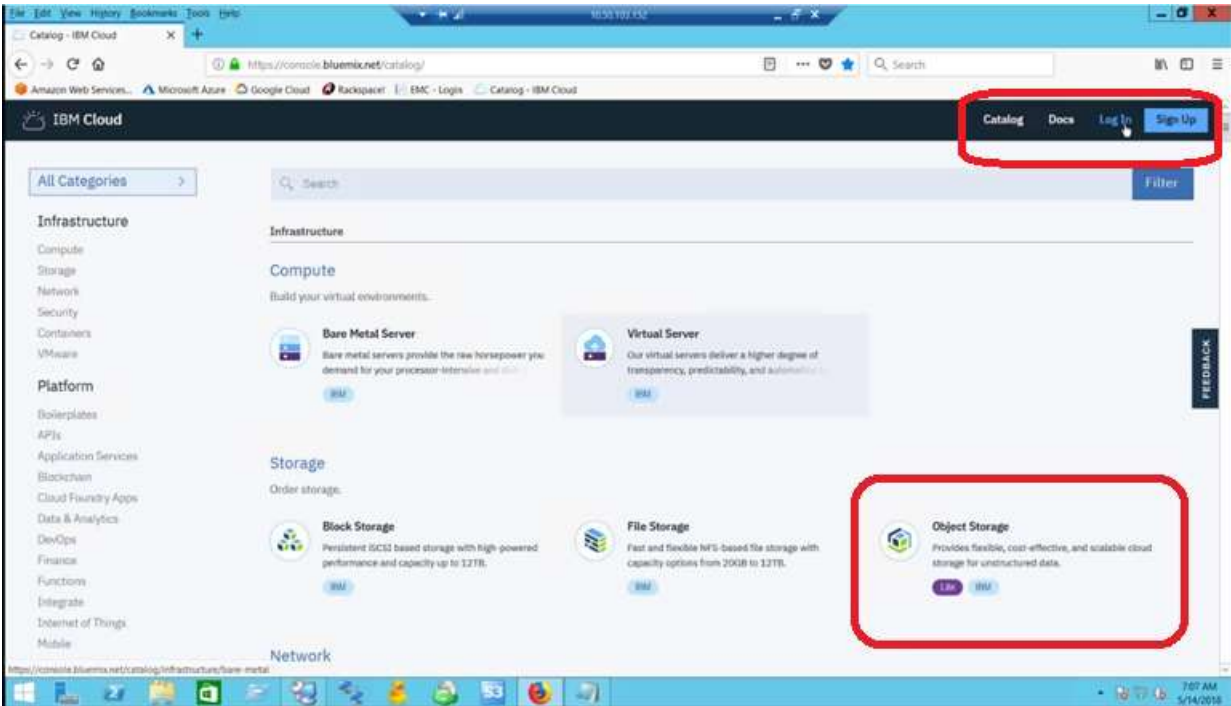 File Edit View History Bookmarks Tools Help
10.50.102.152
Catalog - IBM Cloud
https://console.bluemix.net/catalog/
Search
Amazon Web Services... Microsoft Azure Google Cloud Rackspace EMC - Login Catalog - IBM Cloud
IBM Cloud
Catalog Docs Log In Sign Up
All Categories
Search
Filter
Infrastructure
Compute
Storage
Network
Security
Containers
VMware
Platform
Boilerplates
APIs
Application Services
Blockchain
Cloud Foundry Apps
Data & Analytics
DevOps
Finance
Functions
Integrate
Internet of Things
Mobile
Infrastructure
Compute
Build your virtual environments.
Bare Metal Server
Bare metal servers provide the raw horsepower you
demand for your processor-intensive and
IBM
Virtual Server
Our virtual servers deliver a higher degree of
transparency, predictability, and automation
IBM
Storage
Order storage.
Block Storage
Persistent iSCSI based storage with high-powered
performance and capacity up to 12TB.
IBM
File Storage
Fast and flexible NFS-based file storage with
capacity options from 20GB to 12TB.
IBM
Object Storage
Provides flexible, cost-effective, and scalable cloud
storage for unstructured data.
Lite IBM
Network
FEEDBACK
https://console.bluemix.net/catalog/infrastructure/bare-metal
S3
7:07 AM
5/14/2018